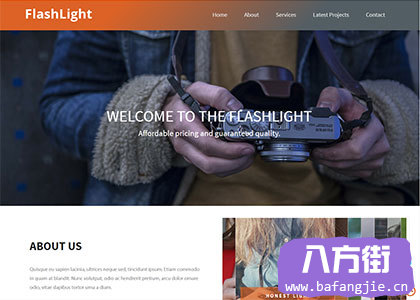 FlashLight
Home About Services Latest Projects Contact
WELCOME TO THE FLASHLIGHT
Affordable pricing and guaranteed quality.
ABOUT US
Quisque eu sapien lacinia, ultrices neque sed, tincidunt ipsum. Etiam commodo
in quam at blandit. Nunc volutpat, odio ac hendrerit pretium, arcu dolor ornare
odio, vitae dapibus tortor urna a diam.
HONEST LI
八方街
www.bafangjie.cn